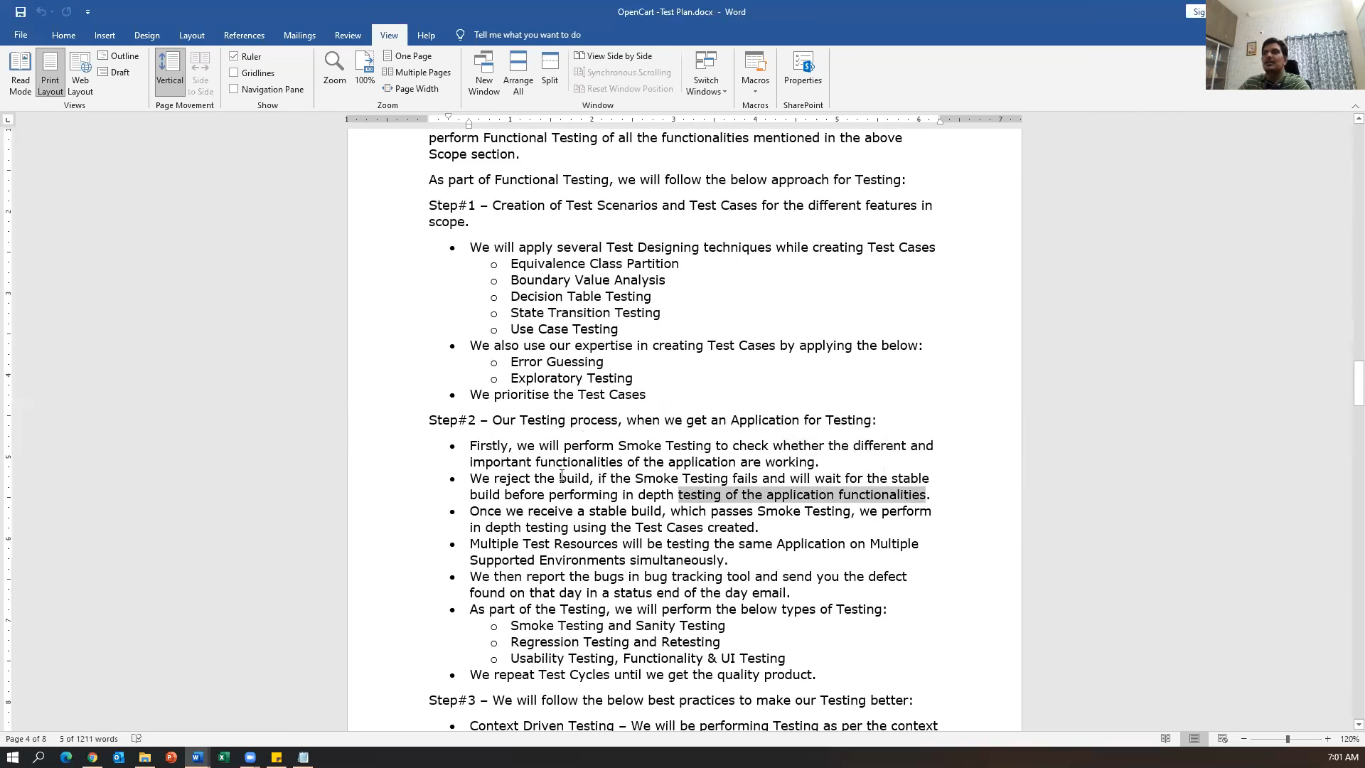 OpenCart -Test Plan.docx - Word
Sig
File Home Insert Design Layout References Mailings Review View Help Tell me what you want to do
Read Mode
Print Layout
Web Layout
Outline
Draft
Views
Vertical
Side to Side
Page Movement
Ruler
Gridlines
Navigation Pane
Show
Zoom
100%
One Page
Multiple Pages
Page Width
Zoom
New Window
Arrange All
Split
View Side by Side
Synchronous Scrolling
Reset Window Position
Window
Switch Windows
Macros
Macros
Properties
SharePoint
perform Functional Testing of all the functionalities mentioned in the above
Scope section.
As part of Functional Testing, we will follow the below approach for Testing:
Step#1 – Creation of Test Scenarios and Test Cases for the different features in
scope.
• We will apply several Test Designing techniques while creating Test Cases
o Equivalence Class Partition
o Boundary Value Analysis
o Decision Table Testing
o State Transition Testing
o Use Case Testing
• We also use our expertise in creating Test Cases by applying the below:
o Error Guessing
o Exploratory Testing
• We prioritise the Test Cases
Step#2 – Our Testing process, when we get an Application for Testing:
• Firstly, we will perform Smoke Testing to check whether the different and
important functionalities of the application are working.
• We reject the build, if the Smoke Testing fails and will wait for the stable
build before performing in depth testing of the application functionalities.
• Once we receive a stable build, which passes Smoke Testing, we perform
in depth testing using the Test Cases created.
• Multiple Test Resources will be testing the same Application on Multiple
Supported Environments simultaneously.
• We then report the bugs in bug tracking tool and send you the defect
found on that day in a status end of the day email.
• As part of the Testing, we will perform the below types of Testing:
o Smoke Testing and Sanity Testing
o Regression Testing and Retesting
o Usability Testing, Functionality & UI Testing
• We repeat Test Cycles until we get the quality product.
Step#3 – We will follow the below best practices to make our Testing better:
• Context Driven Testing – We will be performing Testing as per the context
Page 4 of 8 5 of 1211 words
120%
7:01 AM